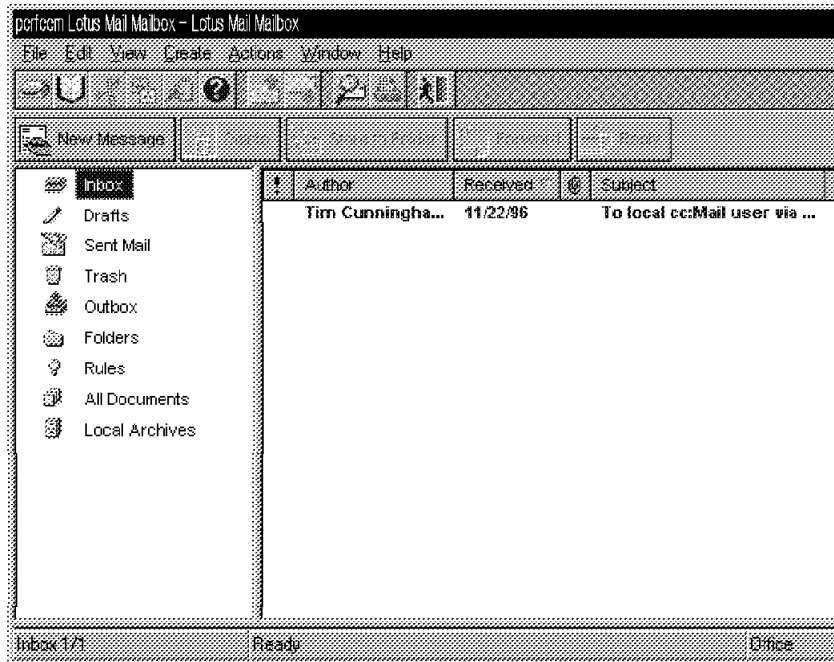 perfccm Lotus Mail Mailbox – Lotus Mail Mailbox
File Edit View Create Actions Window Help
New Message
Inbox
Drafts
Sent Mail
Trash
Outbox
Folders
Rules
All Documents
Local Archives
! Author Received Subject
Tim Cunningha... 11/22/96 To local cc:Mail user via ...
Inbox 1/1 Ready Office